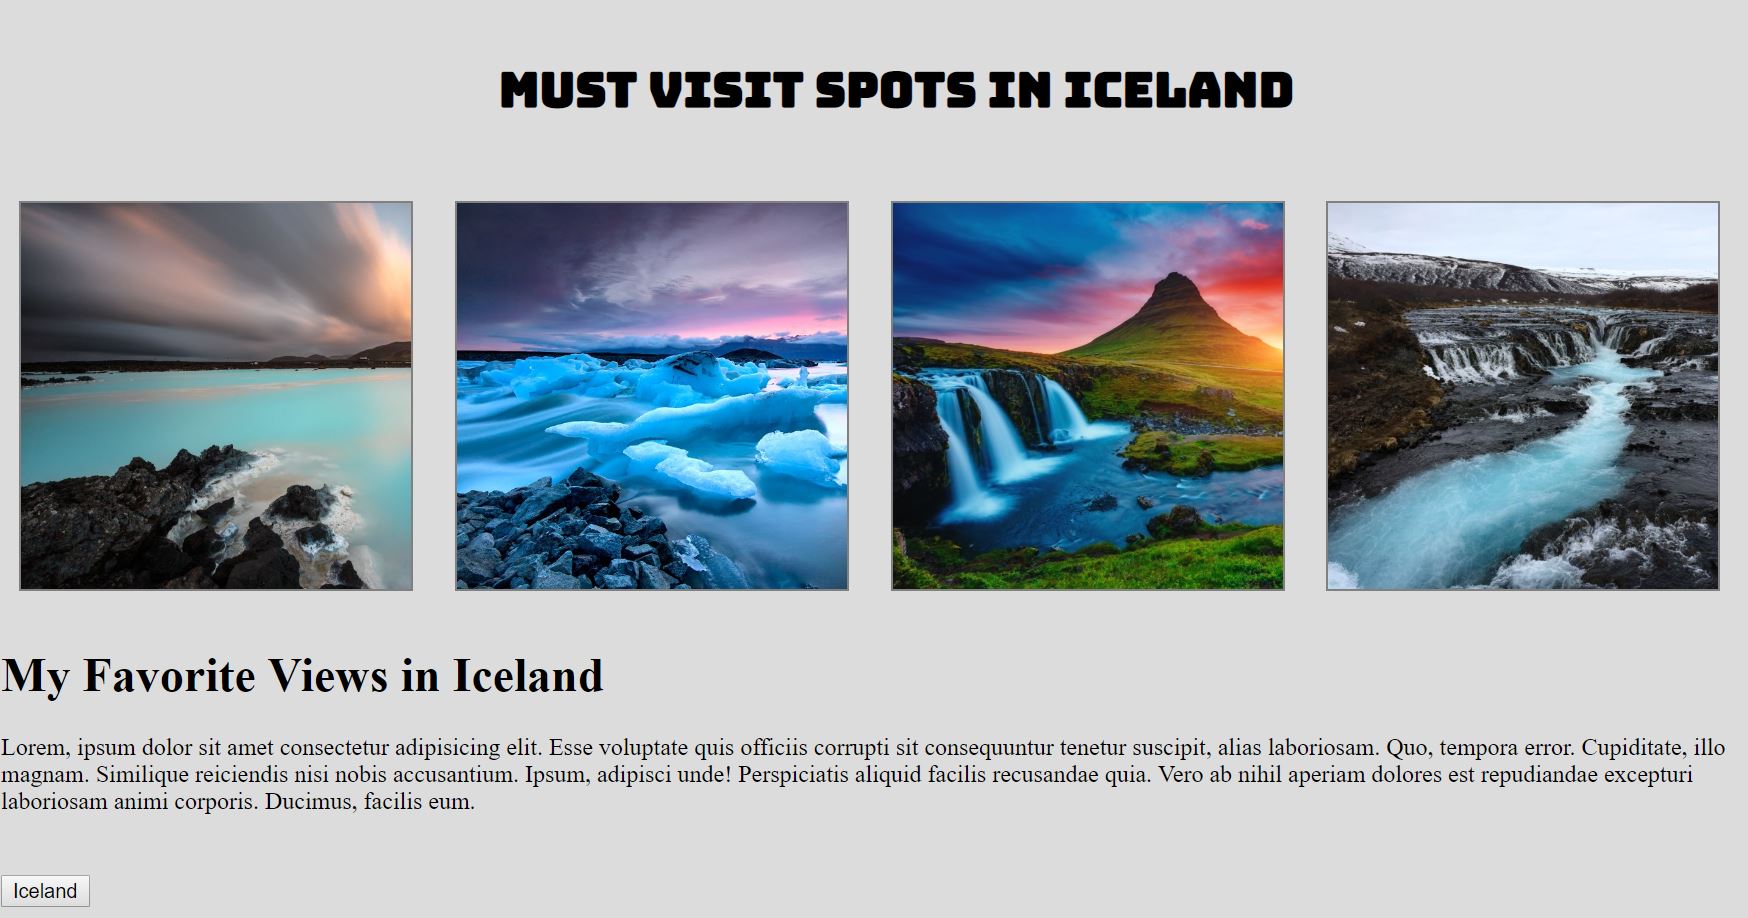 MUST VISIT SPOTS IN ICELAND
My Favorite Views in Iceland
Lorem, ipsum dolor sit amet consectetur adipisicing elit. Esse voluptate quis officiis corrupti sit consequuntur tenetur suscipit, alias laboriosam. Quo, tempora error. Cupiditate, illo
magnam. Similique reiciendis nisi nobis accusantium. Ipsum, adipisci unde! Perspiciatis aliquid facilis recusandae quia. Vero ab nihil aperiam dolores est repudiandae excepturi
laboriosam animi corporis. Ducimus, facilis eum.
Iceland